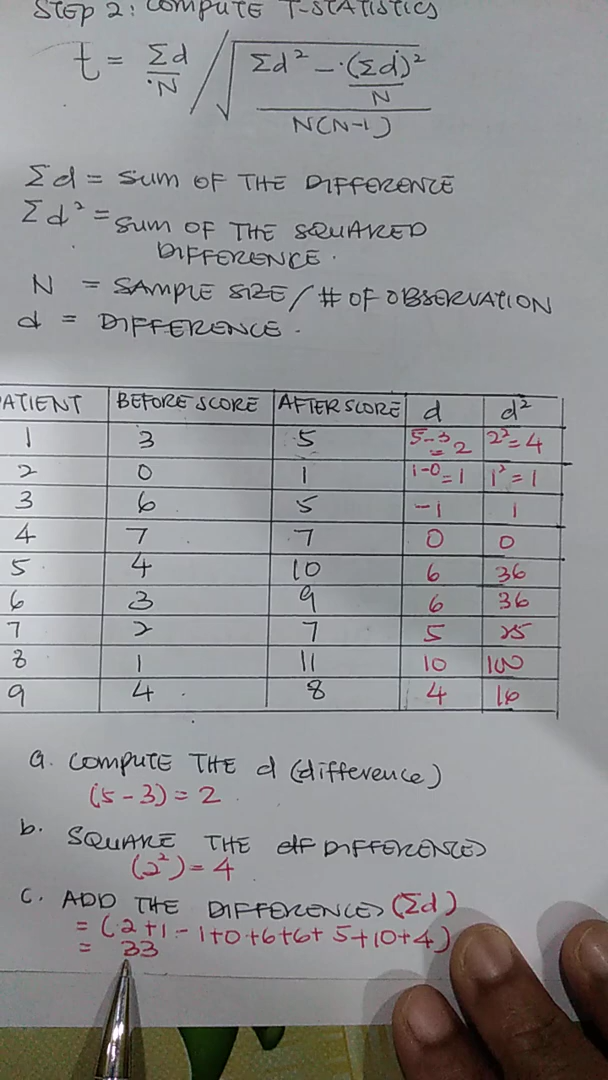 STEP 2: COMPUTE T-STATISTICS
t = Σd/N / √ Σd² - (Σd)²/N / N(N-1)
Σd = SUM OF THE DIFFERENCE
Σd² = SUM OF THE SQUARED
DIFFERENCE.
N = SAMPLE SIZE / # OF OBSERVATION
d = DIFFERENCE.
PATIENT BEFORE SCORE AFTER SCORE d d²
1 3 5 5-3=2 2²=4
2 0 1 1-0=1 1²=1
3 6 5 -1 1
4 7 7 0 0
5 4 10 6 36
6 3 9 6 36
7 2 7 5 25
8 1 11 10 100
9 4 8 4 16
a. COMPUTE THE d (difference)
(5-3) = 2
b. SQUARE THE DIFFERENCES
(2²) = 4
C. ADD THE DIFFERENCES (Σd)
= (2+1-1+0+6+6+5+10+4)
= 33